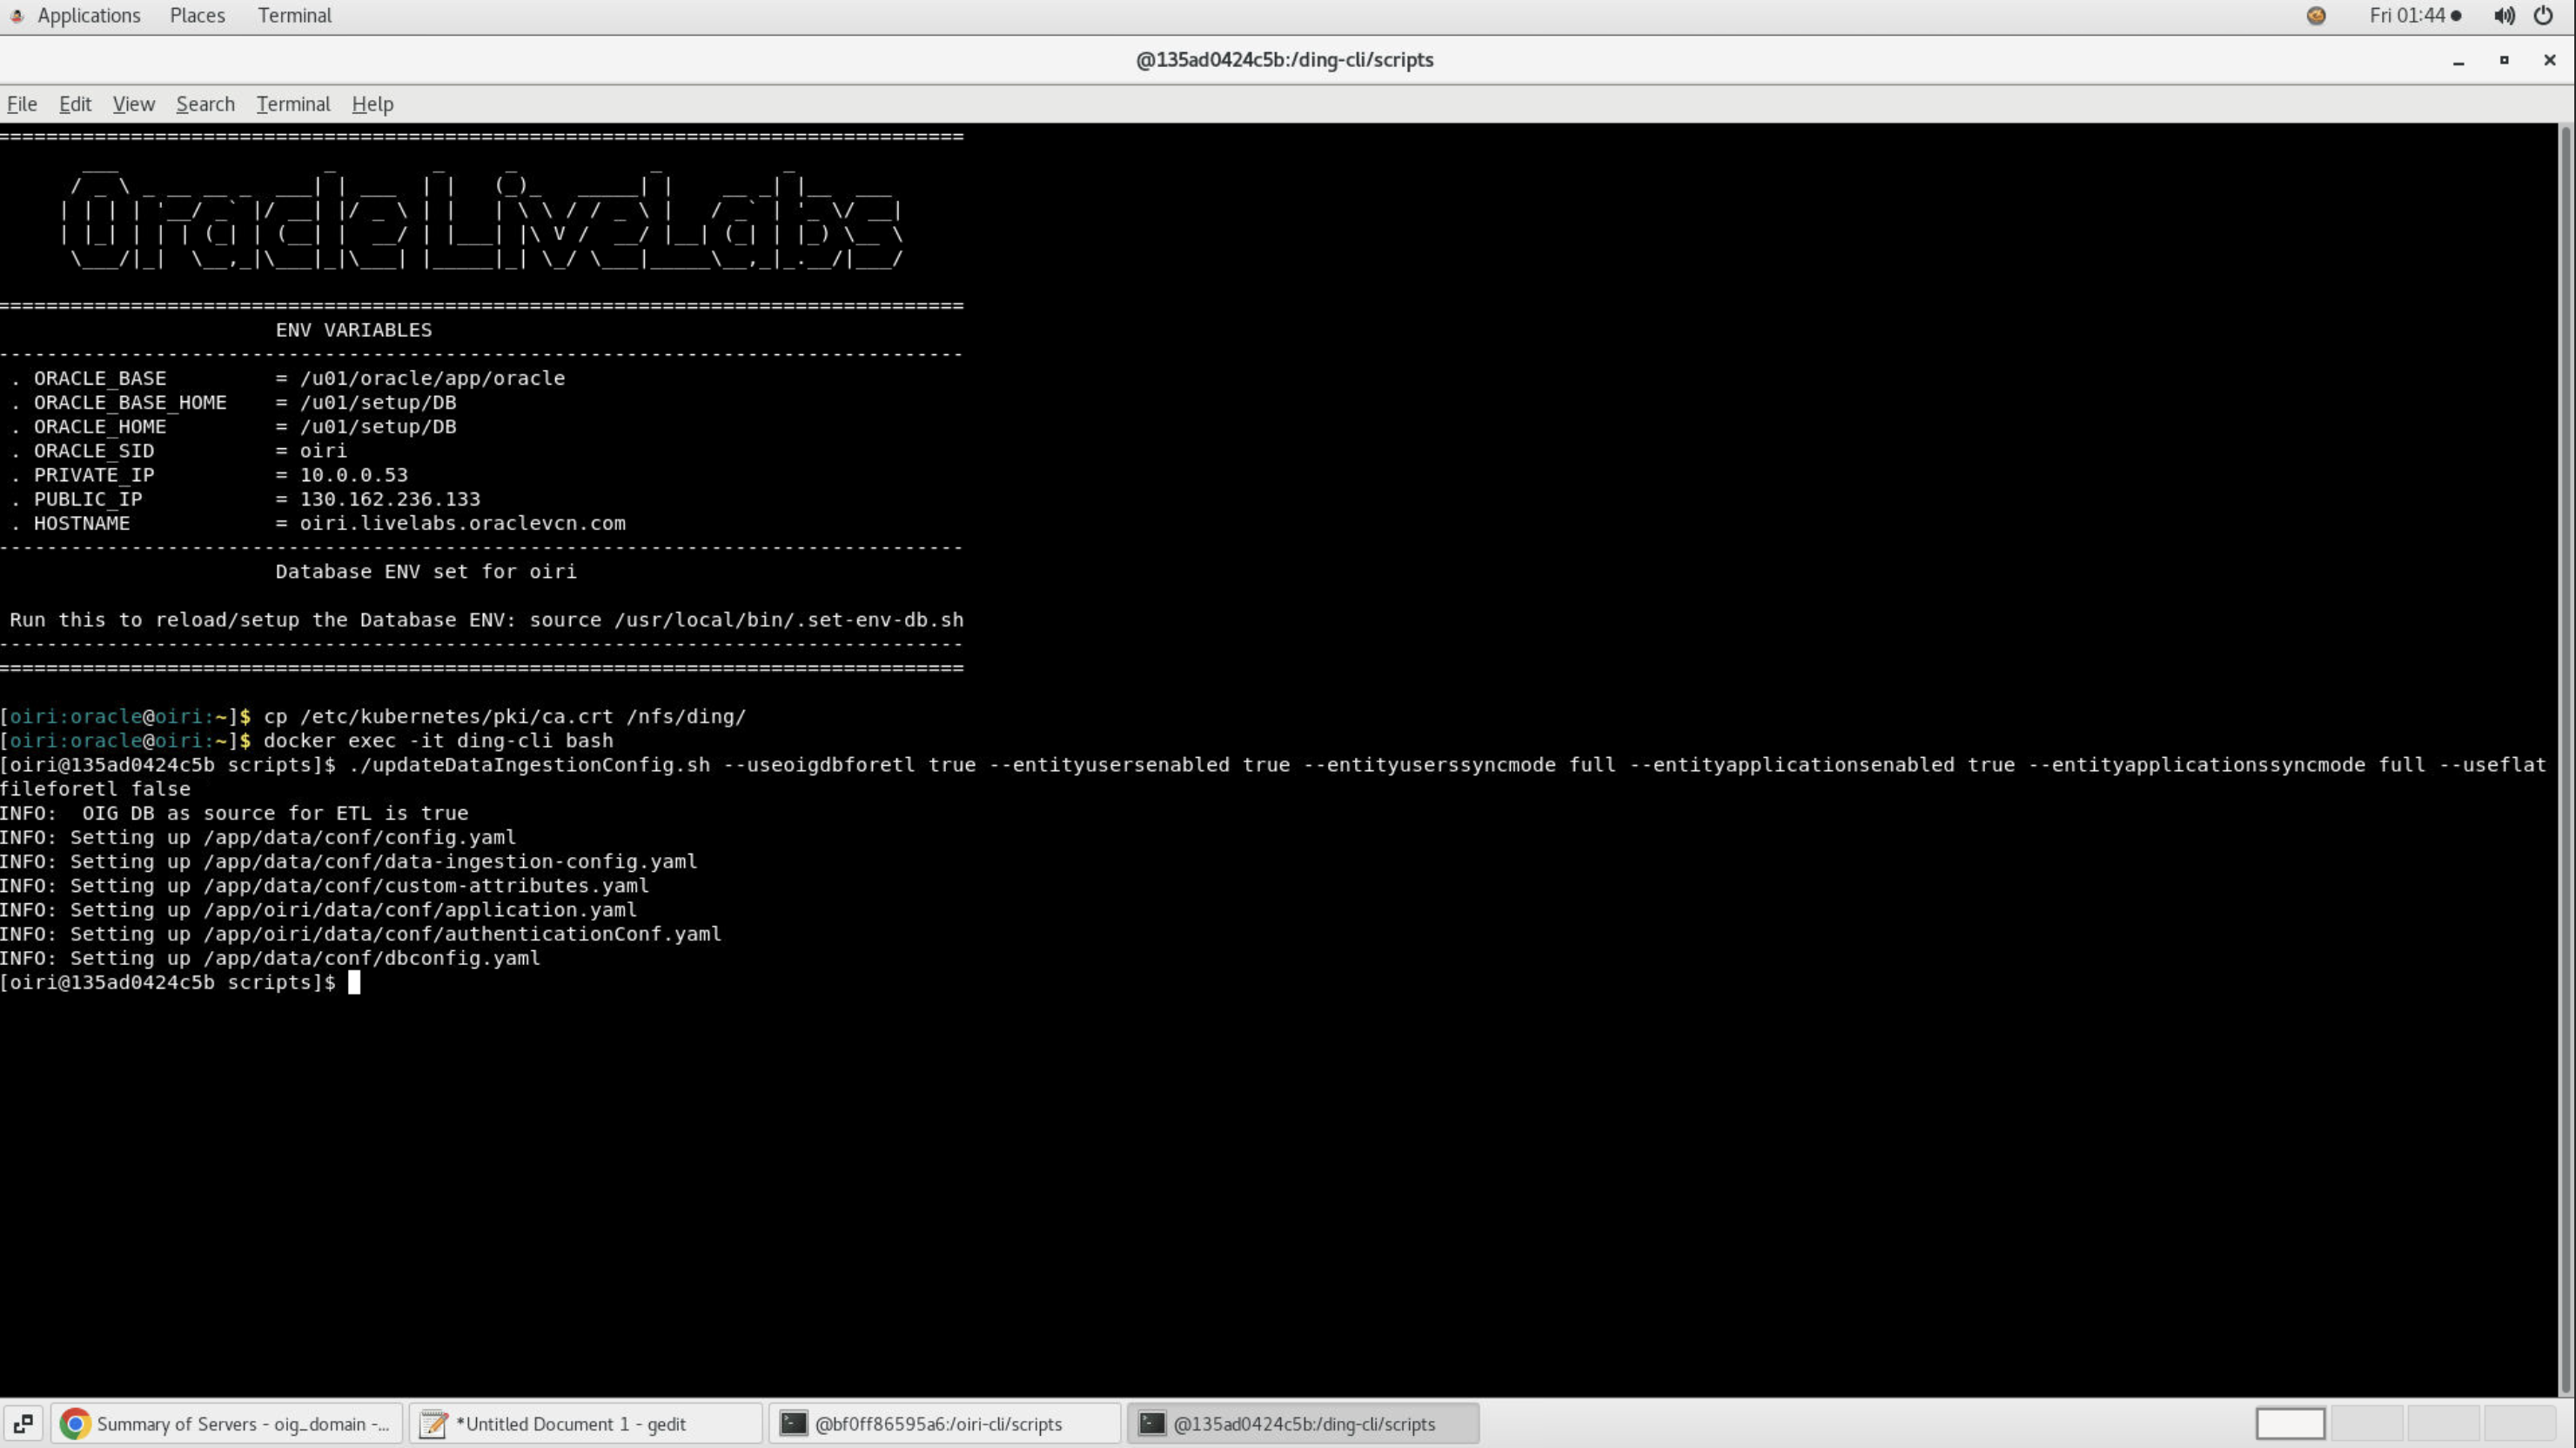 Applications Places Terminal Fri 01:44
@135ad0424c5b:/ding-cli/scripts
File Edit View Search Terminal Help
================================================================================
Oracle LiveLabs
================================================================================
ENV VARIABLES
--------------------------------------------------------------------------------
. ORACLE_BASE = /u01/oracle/app/oracle
. ORACLE_BASE_HOME = /u01/setup/DB
. ORACLE_HOME = /u01/setup/DB
. ORACLE_SID = oiri
. PRIVATE_IP = 10.0.0.53
. PUBLIC_IP = 130.162.236.133
. HOSTNAME = oiri.livelabs.oraclevcn.com
--------------------------------------------------------------------------------
Database ENV set for oiri
Run this to reload/setup the Database ENV: source /usr/local/bin/.set-env-db.sh
--------------------------------------------------------------------------------
================================================================================
[oiri:oracle@oiri:~]$ cp /etc/kubernetes/pki/ca.crt /nfs/ding/
[oiri:oracle@oiri:~]$ docker exec -it ding-cli bash
[oiri@135ad0424c5b scripts]$ ./updateDataIngestionConfig.sh --useoigdbforetl true --entityusersenabled true --entityuserssyncmode full --entityapplicationsenabled true --entityapplicationssyncmode full --useflat
fileforetl false
INFO:  OIG DB as source for ETL is true
INFO: Setting up /app/data/conf/config.yaml
INFO: Setting up /app/data/conf/data-ingestion-config.yaml
INFO: Setting up /app/data/conf/custom-attributes.yaml
INFO: Setting up /app/oiri/data/conf/application.yaml
INFO: Setting up /app/oiri/data/conf/authenticationConf.yaml
INFO: Setting up /app/data/conf/dbconfig.yaml
[oiri@135ad0424c5b scripts]$
Summary of Servers - oig_domain -... *Untitled Document 1 - gedit @bf0ff86595a6:/oiri-cli/scripts @135ad0424c5b:/ding-cli/scripts